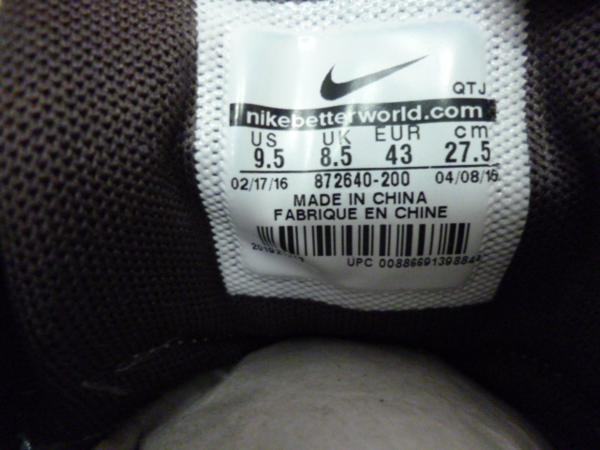 QTJ
nikebetterworld.com
US UK EUR cm
9.5 8.5 43 27.5
02/17/16 872640-200 04/08/16
MADE IN CHINA
FABRIQUE EN CHINE
UPC